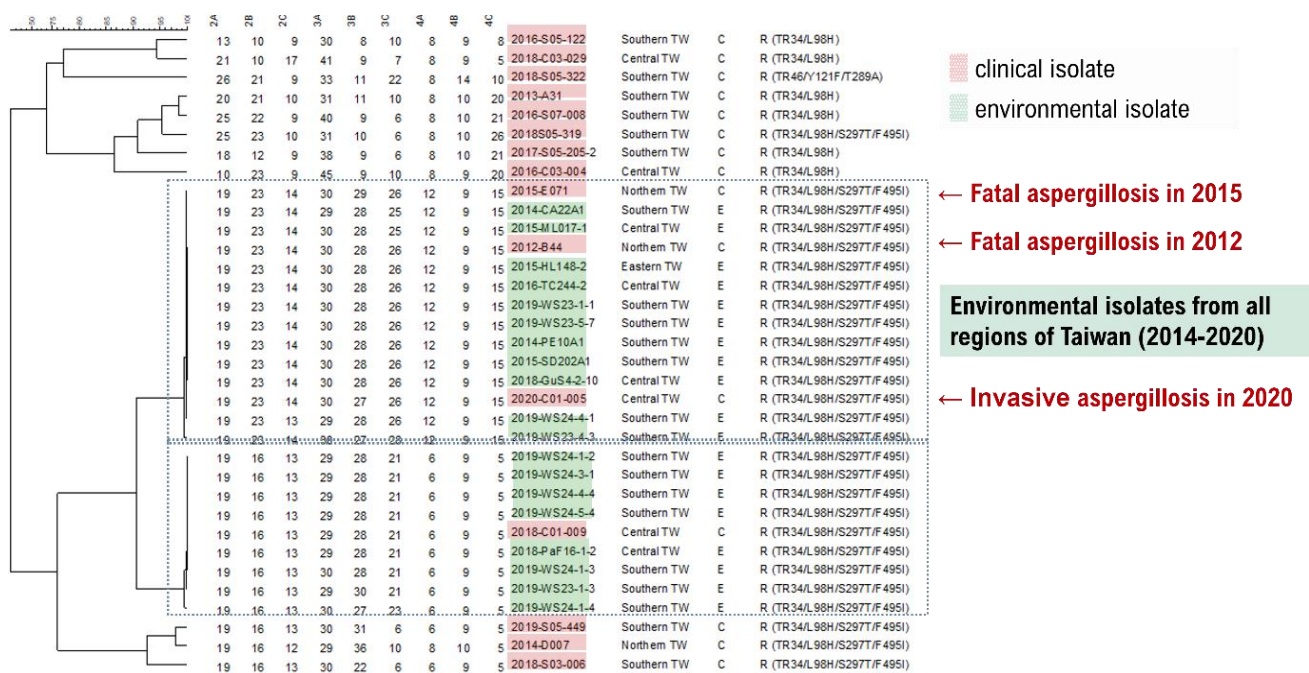 50 75 85 90 95 100 2A 2B 2C 3A 3B 3C 4A 4B 4C
13 10 9 30 8 10 8 9 8 2016-S05-122 Southern TW C R (TR34/L98H)
21 10 17 41 9 7 8 9 5 2018-C03-029 Central TW C R (TR34/L98H)
26 21 9 33 11 22 8 14 10 2018-S05-322 Southern TW C R (TR46/Y121F/T289A)
20 21 10 31 11 10 8 10 20 2013-A31 Southern TW C R (TR34/L98H)
25 22 9 40 9 6 8 10 21 2016-S07-008 Southern TW C R (TR34/L98H)
25 23 10 31 10 6 8 10 26 2018S05-319 Southern TW C R (TR34/L98H/S297T/F495I)
18 12 9 38 9 6 8 10 21 2017-S05-205-2 Southern TW C R (TR34/L98H)
10 23 9 45 9 10 8 9 20 2016-C03-004 Central TW C R (TR34/L98H)
19 23 14 30 29 26 12 9 15 2015-E071 Northern TW C R (TR34/L98H/S297T/F495I)
19 23 14 29 28 25 12 9 15 2014-CA22A1 Southern TW E R (TR34/L98H/S297T/F495I)
19 23 14 30 28 25 12 9 15 2015-ML017-1 Central TW E R (TR34/L98H/S297T/F495I)
19 23 14 30 28 26 12 9 15 2012-B44 Northern TW C R (TR34/L98H/S297T/F495I)
19 23 14 30 28 26 12 9 15 2015-HL148-2 Eastern TW E R (TR34/L98H/S297T/F495I)
19 23 14 30 28 26 12 9 15 2016-TC244-2 Central TW E R (TR34/L98H/S297T/F495I)
19 23 14 30 28 26 12 9 15 2019-WS23-1-1 Southern TW E R (TR34/L98H/S297T/F495I)
19 23 14 30 28 26 12 9 15 2019-WS23-5-7 Southern TW E R (TR34/L98H/S297T/F495I)
19 23 14 30 28 26 12 9 15 2014-PE10A1 Southern TW E R (TR34/L98H/S297T/F495I)
19 23 14 30 28 26 12 9 15 2015-SD202A1 Southern TW E R (TR34/L98H/S297T/F495I)
19 23 14 30 28 26 12 9 15 2018-GuS4-2-10 Central TW E R (TR34/L98H/S297T/F495I)
19 23 14 30 27 26 12 9 15 2020-C01-005 Central TW C R (TR34/L98H/S297T/F495I)
19 23 13 29 28 26 12 9 15 2019-WS24-4-1 Southern TW E R (TR34/L98H/S297T/F495I)
19 23 14 30 27 28 12 9 15 2019-WS23-4-3 Southern TW E R (TR34/L98H/S297T/F495I)
19 16 13 29 28 21 6 9 5 2019-WS24-1-2 Southern TW E R (TR34/L98H/S297T/F495I)
19 16 13 29 28 21 6 9 5 2019-WS24-3-1 Southern TW E R (TR34/L98H/S297T/F495I)
19 16 13 29 28 21 6 9 5 2019-WS24-4-4 Southern TW E R (TR34/L98H/S297T/F495I)
19 16 13 29 28 21 6 9 5 2019-WS24-5-4 Southern TW E R (TR34/L98H/S297T/F495I)
19 16 13 29 28 21 6 9 5 2018-C01-009 Central TW C R (TR34/L98H/S297T/F495I)
19 16 13 29 28 21 6 9 5 2018-PaF16-1-2 Central TW E R (TR34/L98H/S297T/F495I)
19 16 13 30 28 21 6 9 5 2019-WS24-1-3 Southern TW E R (TR34/L98H/S297T/F495I)
19 16 13 29 30 21 6 9 5 2019-WS23-1-3 Southern TW E R (TR34/L98H/S297T/F495I)
19 16 13 30 27 23 6 9 5 2019-WS24-1-4 Southern TW E R (TR34/L98H/S297T/F495I)
19 16 13 30 31 6 6 9 5 2019-S05-449 Southern TW C R (TR34/L98H/S297T/F495I)
19 16 12 29 36 10 8 10 5 2014-D007 Northern TW C R (TR34/L98H/S297T/F495I)
19 16 13 30 22 6 6 9 5 2018-S03-006 Southern TW C R (TR34/L98H/S297T/F495I)
clinical isolate
environmental isolate
← Fatal aspergillosis in 2015
← Fatal aspergillosis in 2012
Environmental isolates from all
regions of Taiwan (2014-2020)
← Invasive aspergillosis in 2020